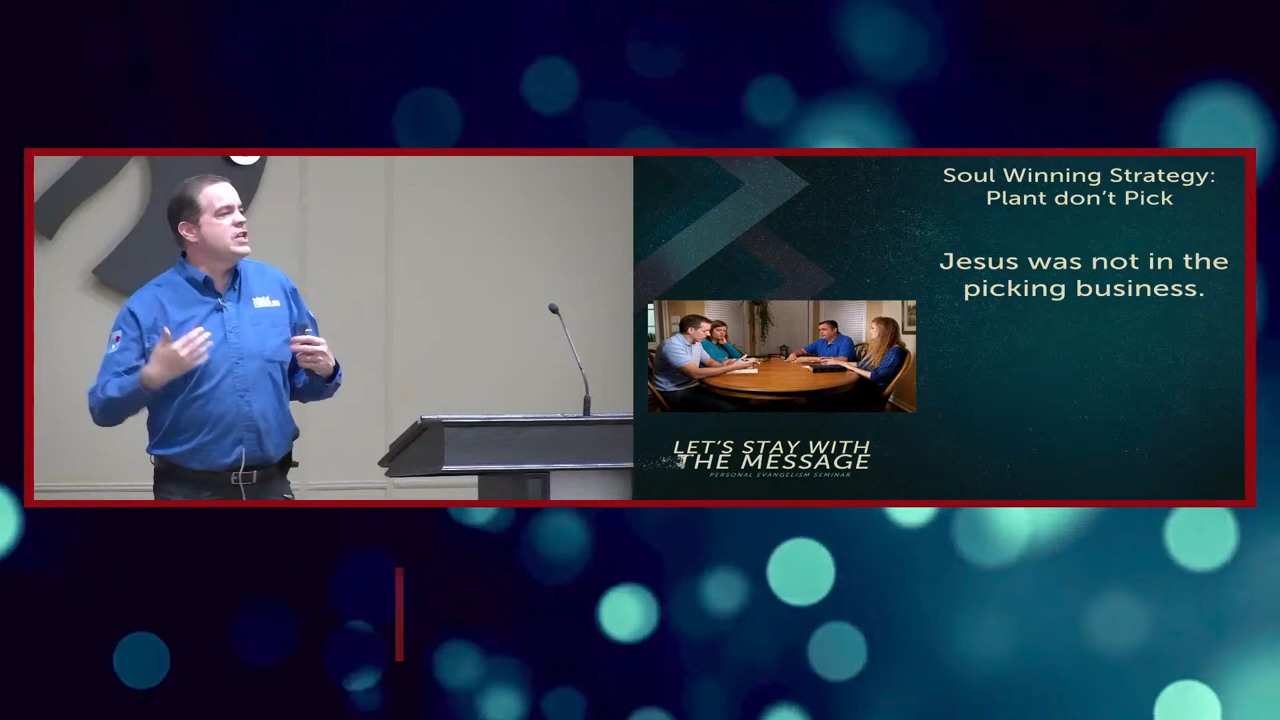 Soul Winning Strategy:
Plant don't Pick
Jesus was not in the
picking business.
LET'S STAY WITH
THE MESSAGE
PERSONAL EVANGELISM SEMINAR